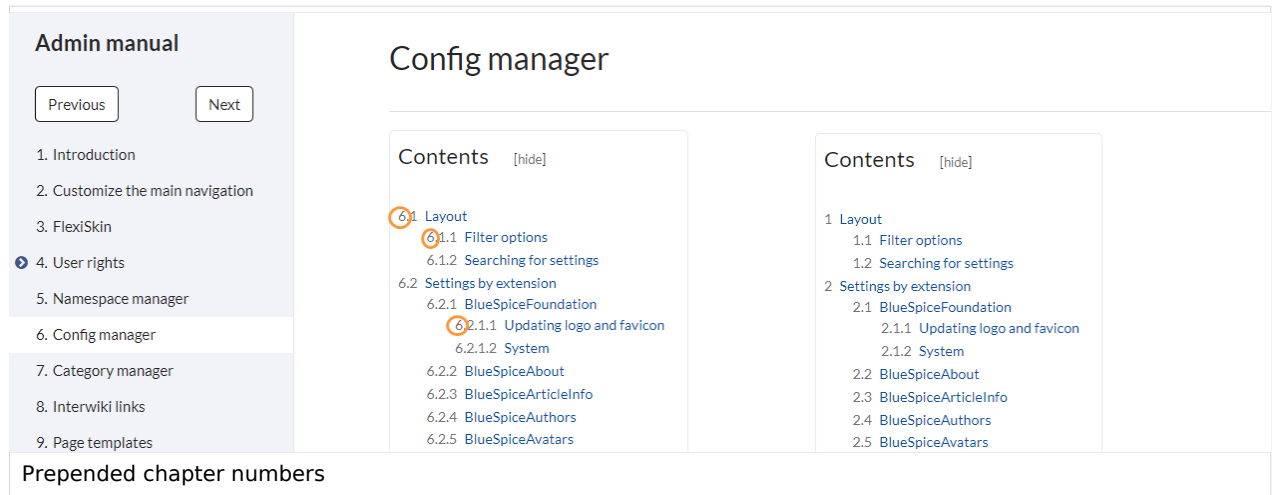 Admin manual
Previous
Next
1. Introduction
2. Customize the main navigation
3. FlexiSkin
4. User rights
5. Namespace manager
6. Config manager
7. Category manager
8. Interwiki links
9. Page templates
Config manager
Contents [hide]
6.1 Layout
6.1.1 Filter options
6.1.2 Searching for settings
6.2 Settings by extension
6.2.1 BlueSpiceFoundation
6.2.1.1 Updating logo and favicon
6.2.1.2 System
6.2.2 BlueSpiceAbout
6.2.3 BlueSpiceArticleInfo
6.2.4 BlueSpiceAuthors
6.2.5 BlueSpiceAvatars
Contents [hide]
1 Layout
1.1 Filter options
1.2 Searching for settings
2 Settings by extension
2.1 BlueSpiceFoundation
2.1.1 Updating logo and favicon
2.1.2 System
2.2 BlueSpiceAbout
2.3 BlueSpiceArticleInfo
2.4 BlueSpiceAuthors
2.5 BlueSpiceAvatars
Prepended chapter numbers